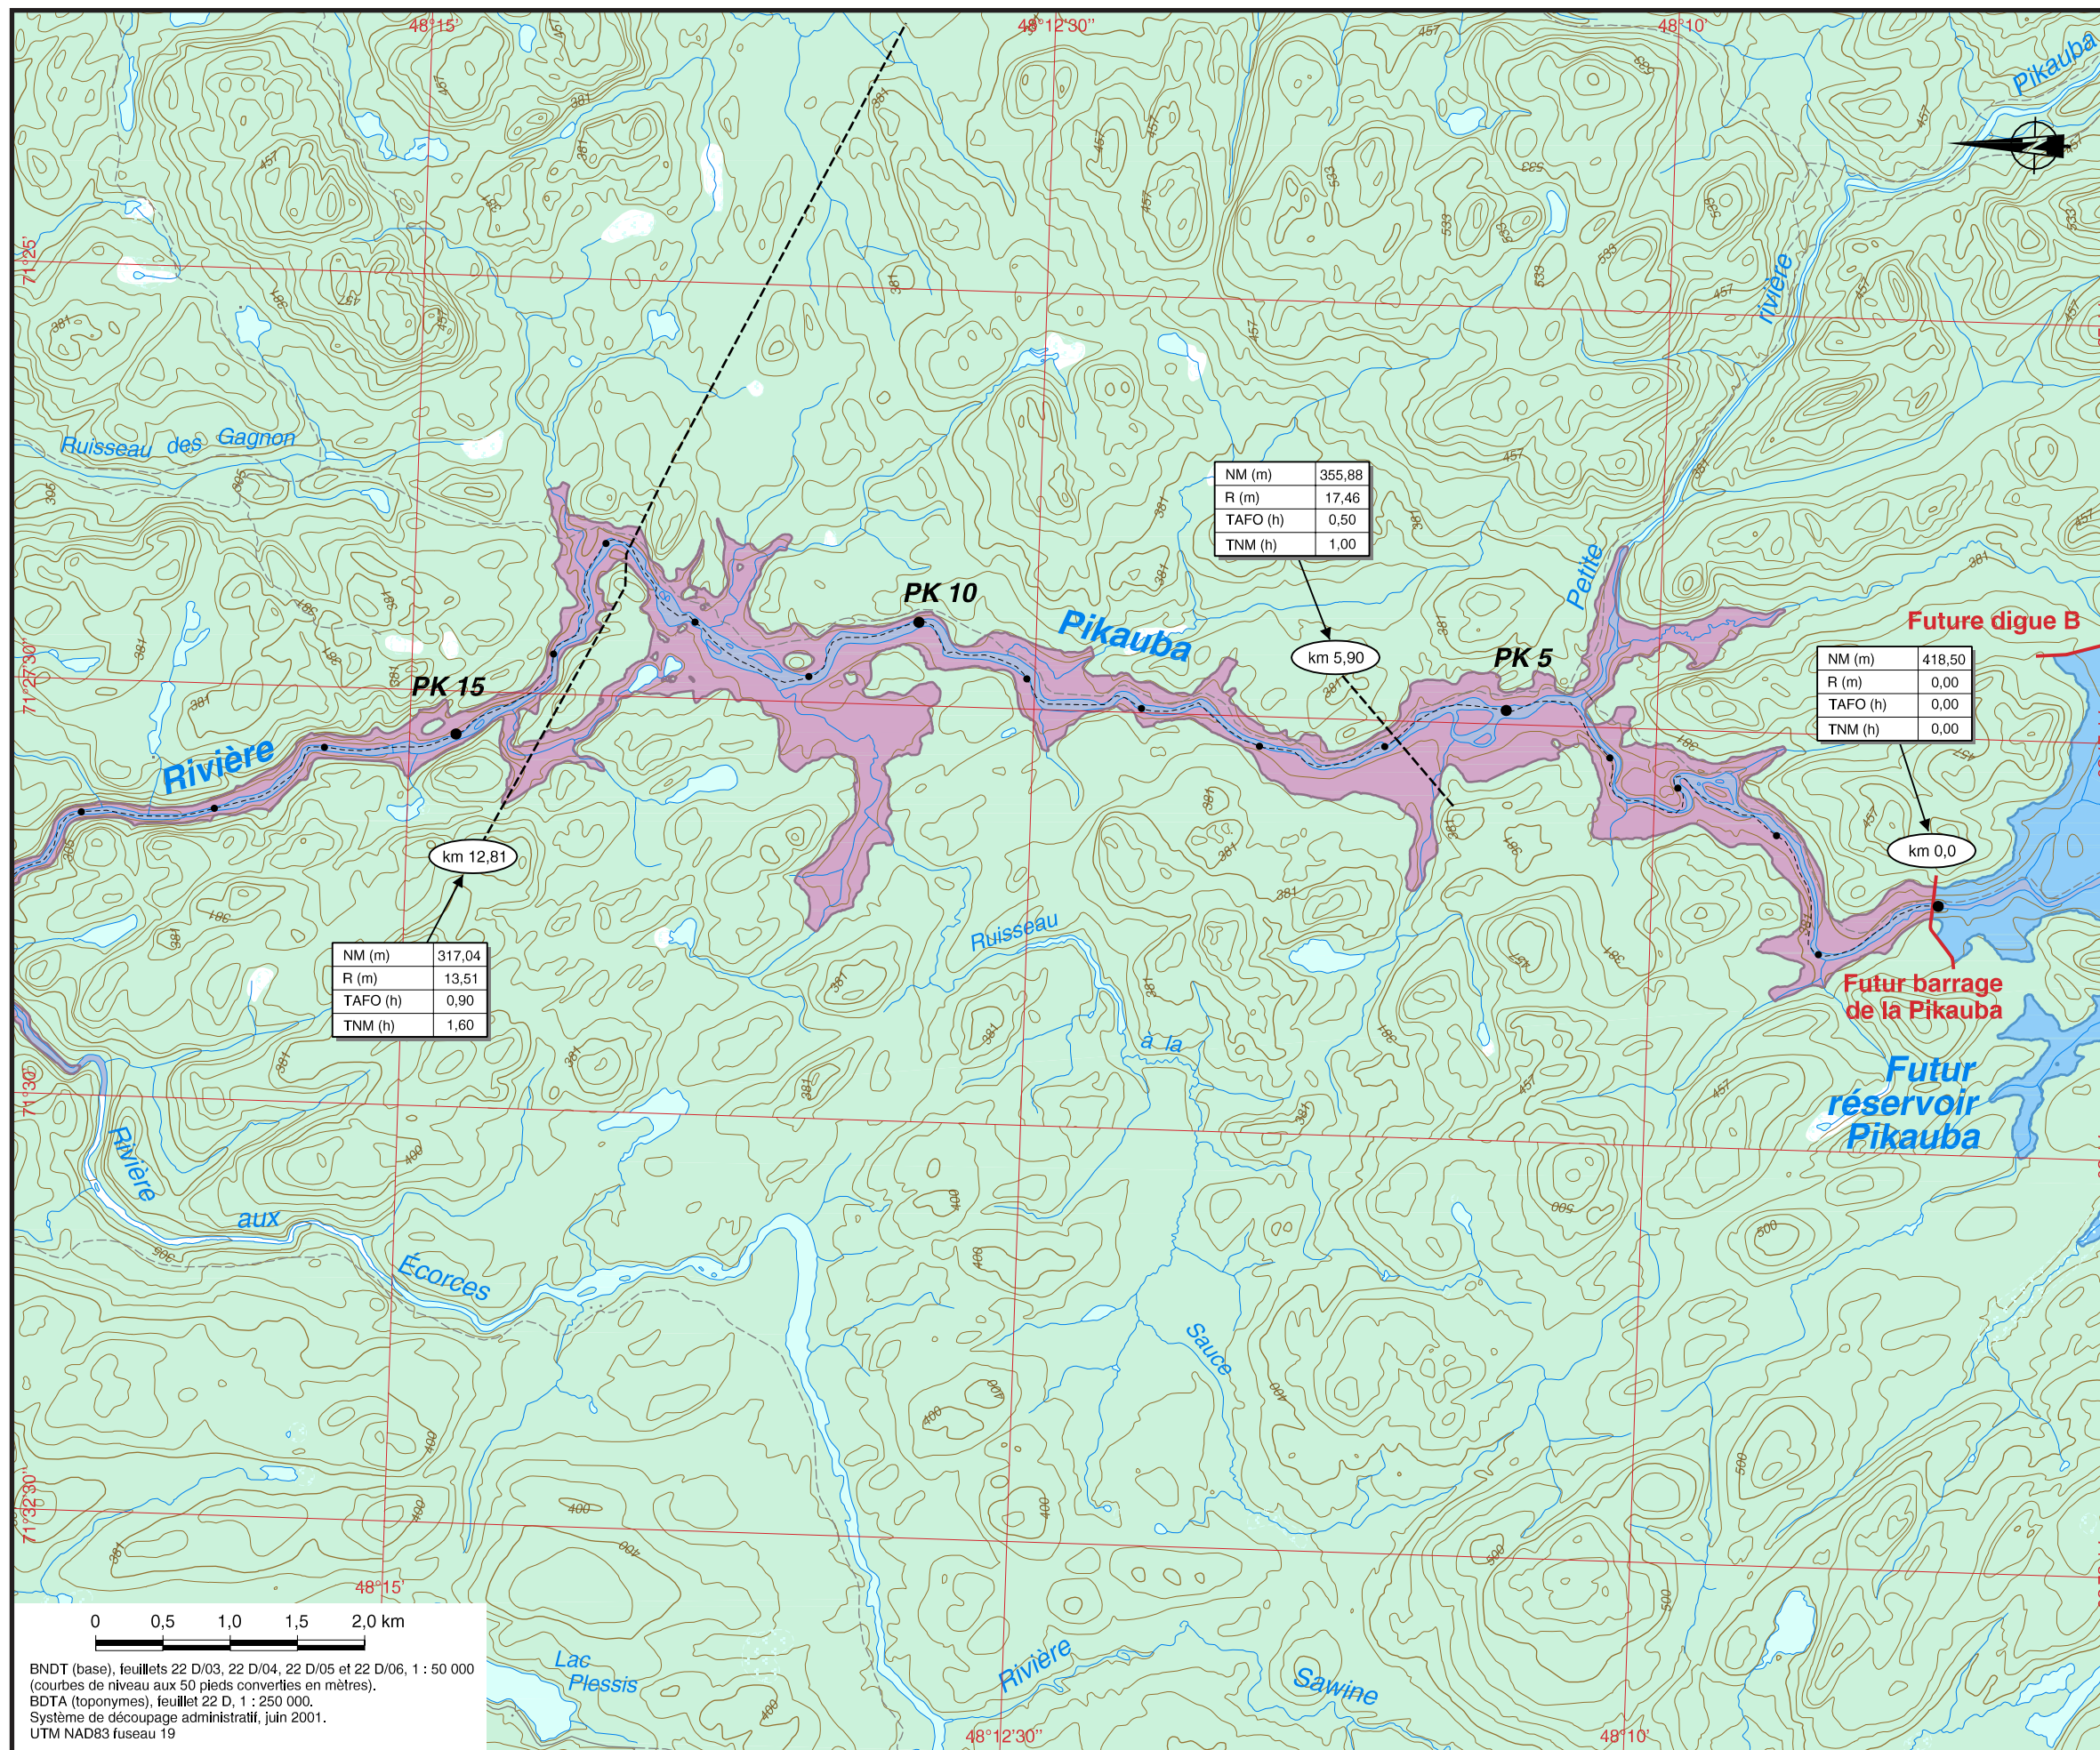 48°15'
48°12'30''
48°10'
Pikauba
rivière
Petite
71°25'
71°27'30''
71°30'
71°32'30''
Ruisseau des Gagnon
NM (m) 355,88
R (m) 17,46
TAFO (h) 0,50
TNM (h) 1,00
km 5,90
PK 10
Pikauba
PK 5
PK 15
Rivière
Future digue B
NM (m) 418,50
R (m) 0,00
TAFO (h) 0,00
TNM (h) 0,00
km 0,0
km 12,81
NM (m) 317,04
R (m) 13,51
TAFO (h) 0,90
TNM (h) 1,60
Futur barrage
de la Pikauba
Futur
réservoir
Pikauba
Ruisseau
à la
Sauce
Rivière
aux
Écorces
48°15'
0 0,5 1,0 1,5 2,0 km
BNDT (base), feuillets 22 D/03, 22 D/04, 22 D/05 et 22 D/06, 1 : 50 000
(courbes de niveau aux 50 pieds converties en mètres).
BDTA (toponymes), feuillet 22 D, 1 : 250 000.
Système de découpage administratif, juin 2001.
UTM NAD83 fuseau 19
Lac
Plessis
Rivière
Sawine
48°12'30''
48°10'
457
381
533
305
400
500